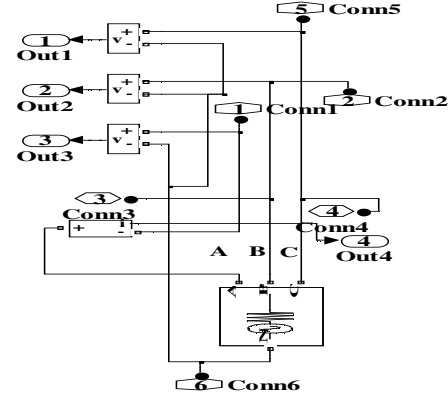 5 Conn5
1 v + -
Out1
2 v + -
Out2
2 Conn2
1 Conn1
3 v + -
Out3
3
Conn3
4
Conn4
+ i -
4
Out4
A B C
A B C
Z
6 Conn6